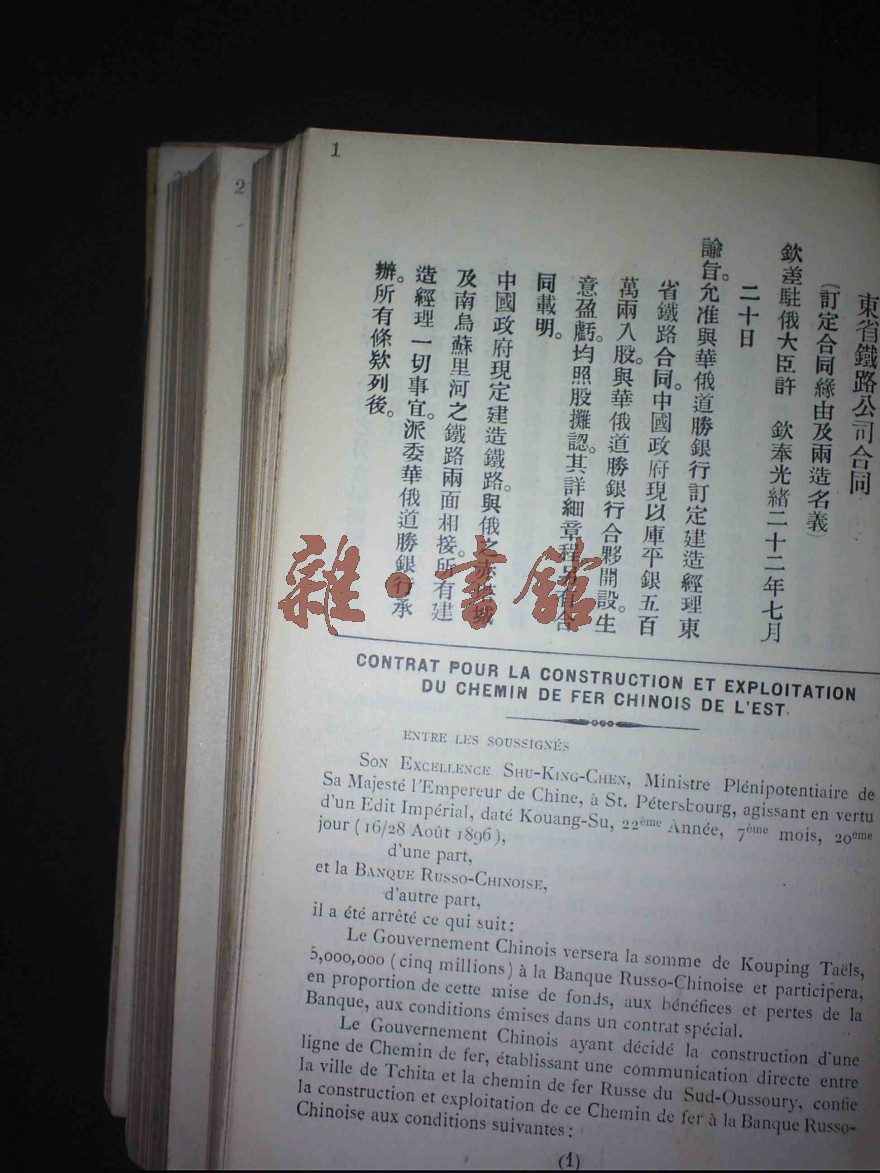 1
2
東省鐵路公司合同
(訂定合同緣由及兩造名義)
欽差駐俄大臣許 欽奉光緒二十二年七月
二十日
諭旨。允准與華俄道勝銀行訂定建造經理東
省鐵路合同。中國政府現以庫平銀五百
萬兩入股。與華俄道勝銀行合夥開設。生
意盈虧。均照股攤認。其詳細章程另有合
同載明。
中國政府現定建造鐵路。與俄之赤塔城
及南烏蘇里河之鐵路兩面相接。所有建
造經理一切事宜。派委華俄道勝銀行承
辦。所有條欵列後。
雜·書館
CONTRAT POUR LA CONSTRUCTION ET EXPLOITATION
DU CHEMIN DE FER CHINOIS DE L'EST.
ENTRE LES SOUSSIGNÉS
SON EXCELLENCE SHU-KING-CHEN, Ministre Plénipotentiaire de
Sa Majesté l'Empereur de Chine, à St. Pétersbourg, agissant en vertu
d'un Edit Impérial, daté Kouang-Su, 22ème Année, 7ème mois, 20ème
jour (16/28 Août 1896),
d'une part,
et la BANQUE RUSSO-CHINOISE,
d'autre part,
il a été arrêté ce qui suit:
Le Gouvernement Chinois versera la somme de Kouping Taëls,
5,000,000 (cinq millions) à la Banque Russo-Chinoise et participera,
en proportion de cette mise de fonds, aux bénéfices et pertes de la
Banque, aux conditions émises dans un contrat spécial.
Le Gouvernement Chinois ayant décidé la construction d'une
ligne de Chemin de fer, établissant une communication directe entre
la ville de Tchita et la chemin de fer Russe du Sud-Oussoury, confie
la construction et exploitation de ce Chemin de fer à la Banque Russo-
Chinoise aux conditions suivantes:
(1)